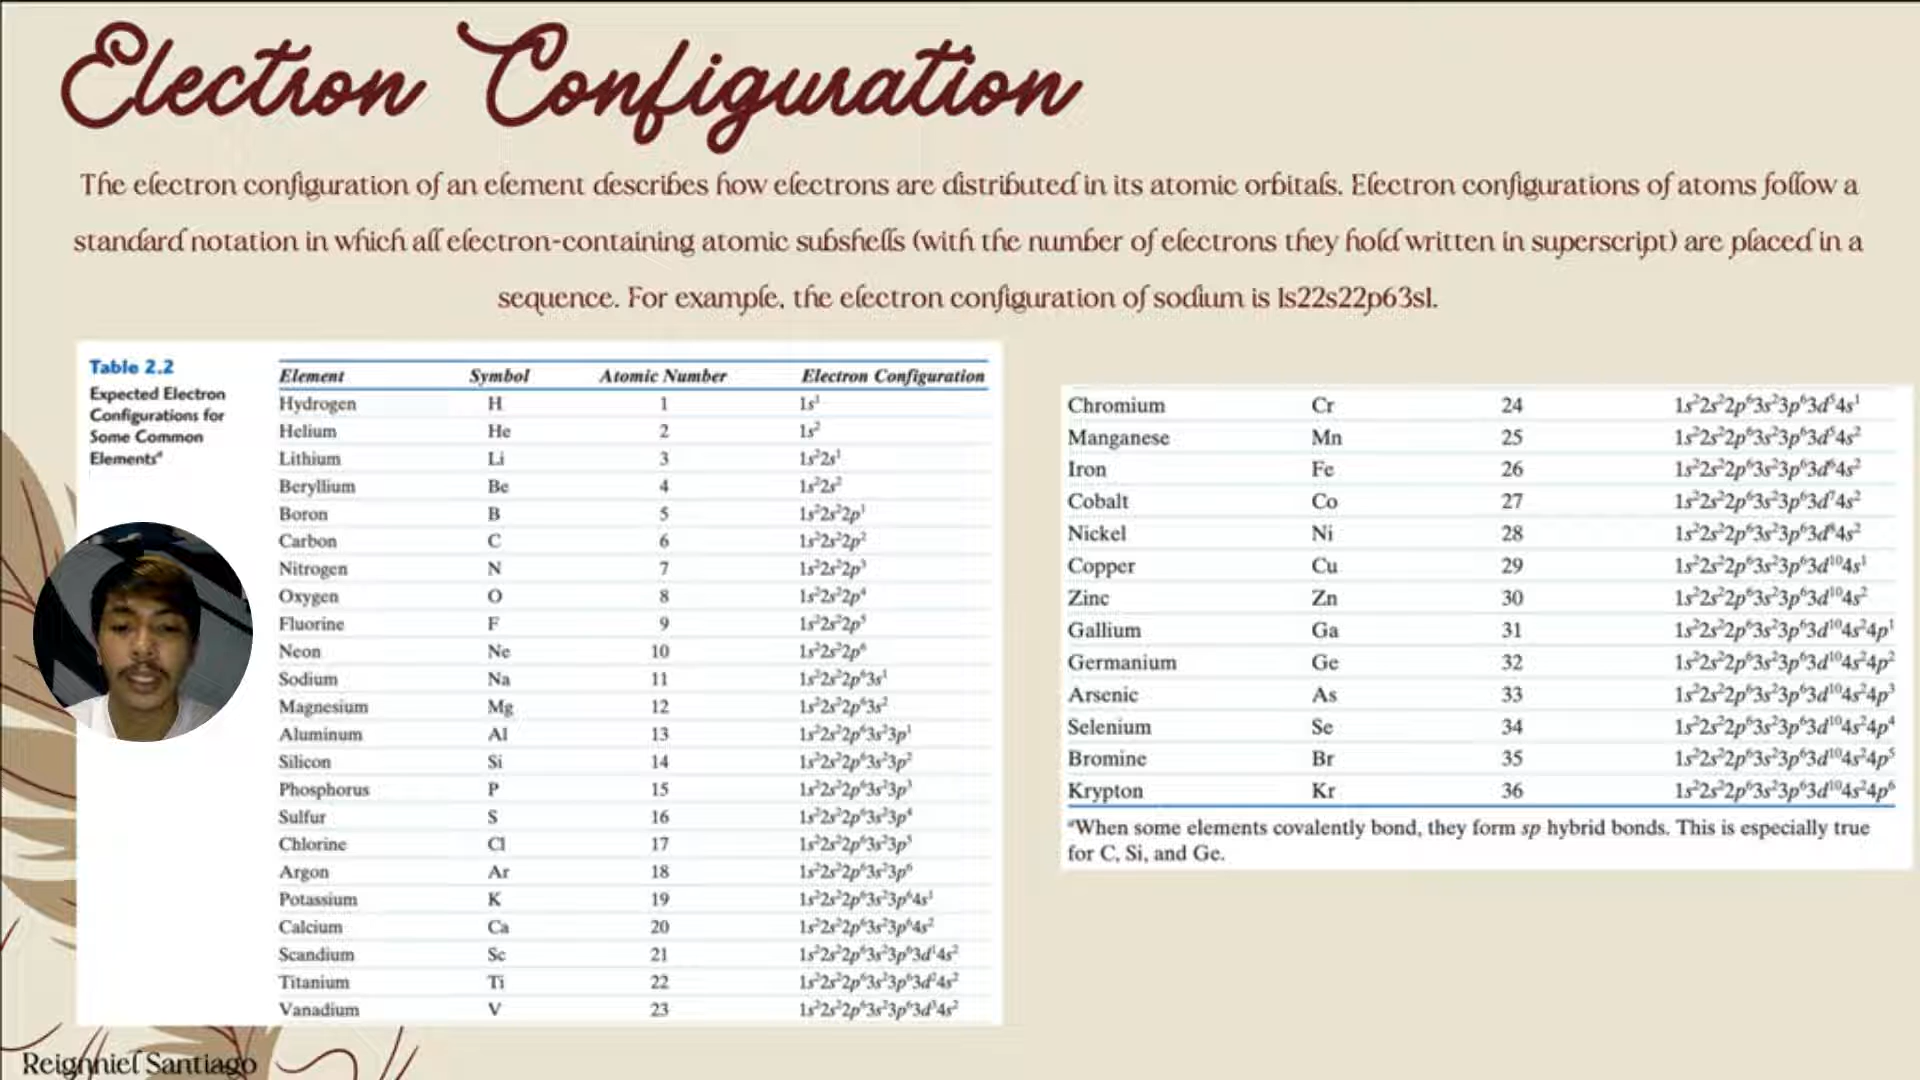 Electron Configuration
The electron configuration of an element describes how electrons are distributed in its atomic orbitals. Electron configurations of atoms follow a
standard notation in which all electron-containing atomic subshells (with the number of electrons they hold written in superscript) are placed in a
sequence. For example, the electron configuration of sodium is 1s22s22p63s1.
Table 2.2
Expected Electron
Configurations for
Some Common
Elementsᵃ
Element Symbol Atomic Number Electron Configuration
Hydrogen H 1 1s¹
Helium He 2 1s²
Lithium Li 3 1s²2s¹
Beryllium Be 4 1s²2s²
Boron B 5 1s²2s²2p¹
Carbon C 6 1s²2s²2p²
Nitrogen N 7 1s²2s²2p³
Oxygen O 8 1s²2s²2p⁴
Fluorine F 9 1s²2s²2p⁵
Neon Ne 10 1s²2s²2p⁶
Sodium Na 11 1s²2s²2p⁶3s¹
Magnesium Mg 12 1s²2s²2p⁶3s²
Aluminum Al 13 1s²2s²2p⁶3s²3p¹
Silicon Si 14 1s²2s²2p⁶3s²3p²
Phosphorus P 15 1s²2s²2p⁶3s²3p³
Sulfur S 16 1s²2s²2p⁶3s²3p⁴
Chlorine Cl 17 1s²2s²2p⁶3s²3p⁵
Argon Ar 18 1s²2s²2p⁶3s²3p⁶
Potassium K 19 1s²2s²2p⁶3s²3p⁶4s¹
Calcium Ca 20 1s²2s²2p⁶3s²3p⁶4s²
Scandium Sc 21 1s²2s²2p⁶3s²3p⁶3d¹4s²
Titanium Ti 22 1s²2s²2p⁶3s²3p⁶3d²4s²
Vanadium V 23 1s²2s²2p⁶3s²3p⁶3d³4s²
Chromium Cr 24 1s²2s²2p⁶3s²3p⁶3d⁵4s¹
Manganese Mn 25 1s²2s²2p⁶3s²3p⁶3d⁵4s²
Iron Fe 26 1s²2s²2p⁶3s²3p⁶3d⁶4s²
Cobalt Co 27 1s²2s²2p⁶3s²3p⁶3d⁷4s²
Nickel Ni 28 1s²2s²2p⁶3s²3p⁶3d⁸4s²
Copper Cu 29 1s²2s²2p⁶3s²3p⁶3d¹⁰4s¹
Zinc Zn 30 1s²2s²2p⁶3s²3p⁶3d¹⁰4s²
Gallium Ga 31 1s²2s²2p⁶3s²3p⁶3d¹⁰4s²4p¹
Germanium Ge 32 1s²2s²2p⁶3s²3p⁶3d¹⁰4s²4p²
Arsenic As 33 1s²2s²2p⁶3s²3p⁶3d¹⁰4s²4p³
Selenium Se 34 1s²2s²2p⁶3s²3p⁶3d¹⁰4s²4p⁴
Bromine Br 35 1s²2s²2p⁶3s²3p⁶3d¹⁰4s²4p⁵
Krypton Kr 36 1s²2s²2p⁶3s²3p⁶3d¹⁰4s²4p⁶
ᵃWhen some elements covalently bond, they form sp hybrid bonds. This is especially true
for C, Si, and Ge.
Reignniel Santiago